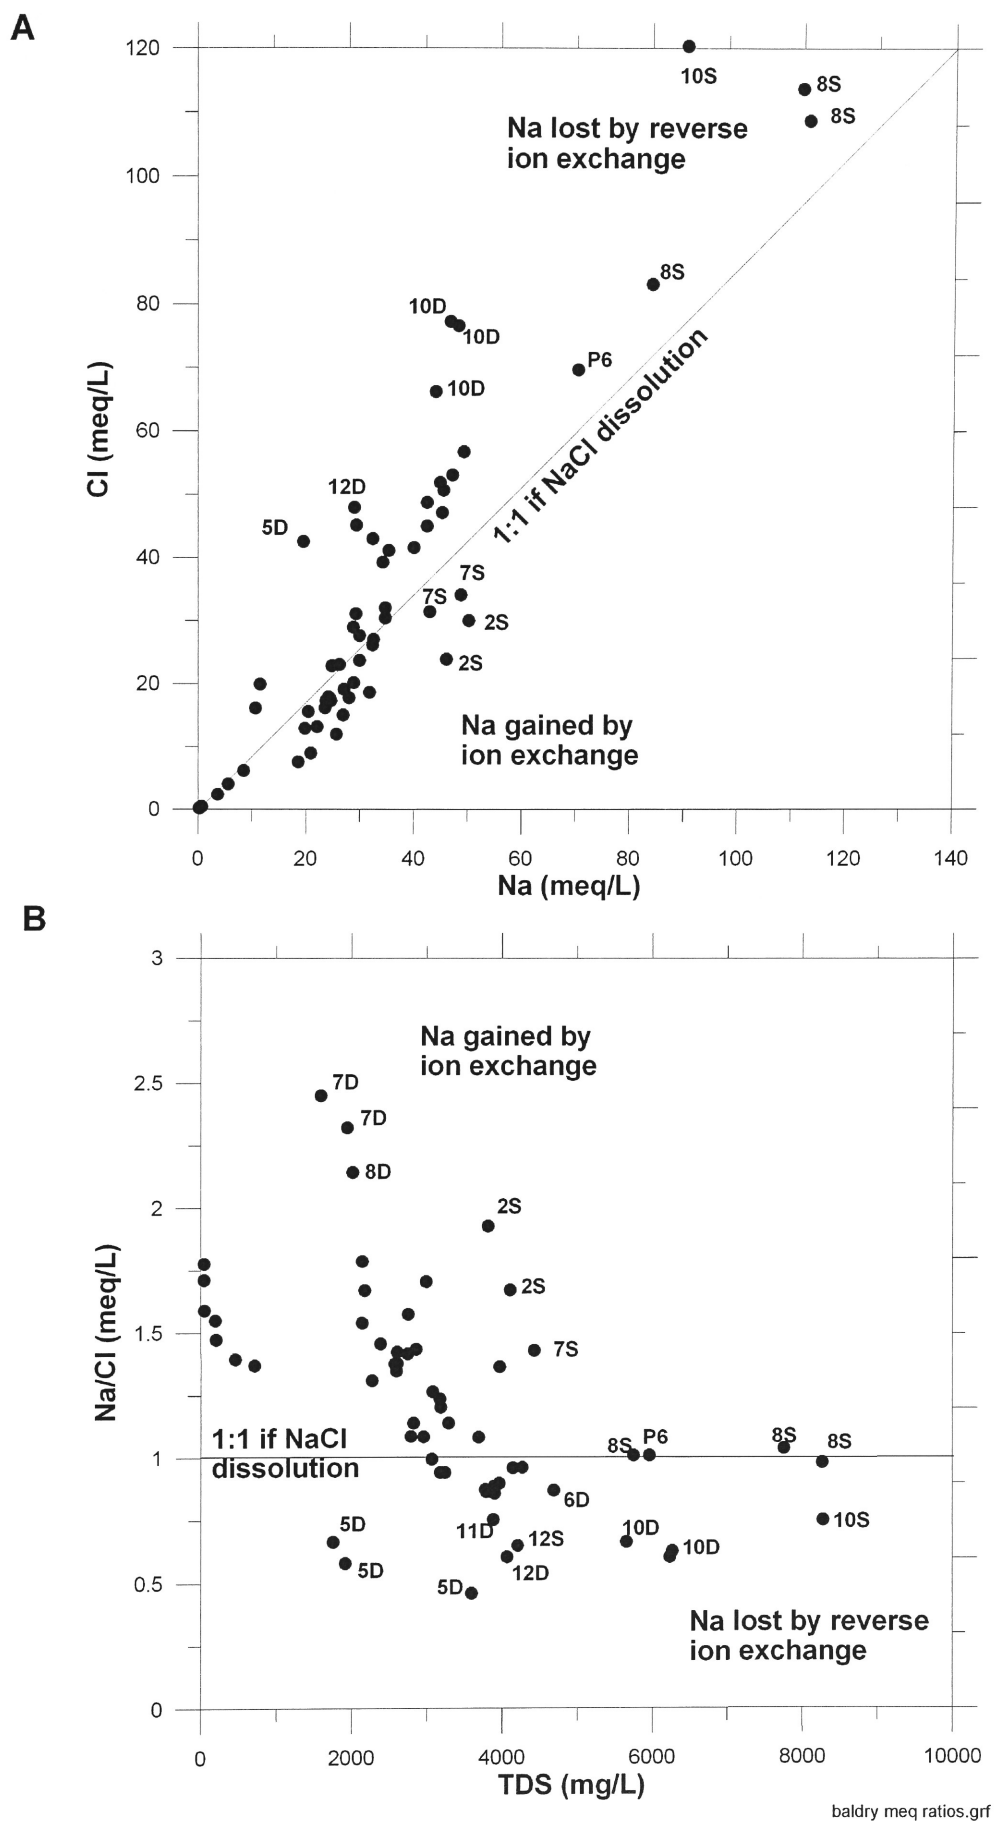 A
120
100
80
60
40
20
0
Cl (meq/L)
10S
8S
8S
Na lost by reverse
ion exchange
8S
10D
10D
P6
10D
1:1 if NaCl dissolution
12D
5D
7S
7S
2S
2S
Na gained by
ion exchange
0 20 40 60 80 100 120 140
Na (meq/L)
B
3
2.5
2
1.5
1
0.5
0
Na/Cl (meq/L)
Na gained by
ion exchange
7D
7D
8D
2S
2S
7S
1:1 if NaCl
dissolution
8S P6 8S 8S
6D
5D
11D
12S
10D
10S
5D
12D
10D
5D
Na lost by reverse
ion exchange
0 2000 4000 6000 8000 10000
TDS (mg/L)
baldry meq ratios.grf